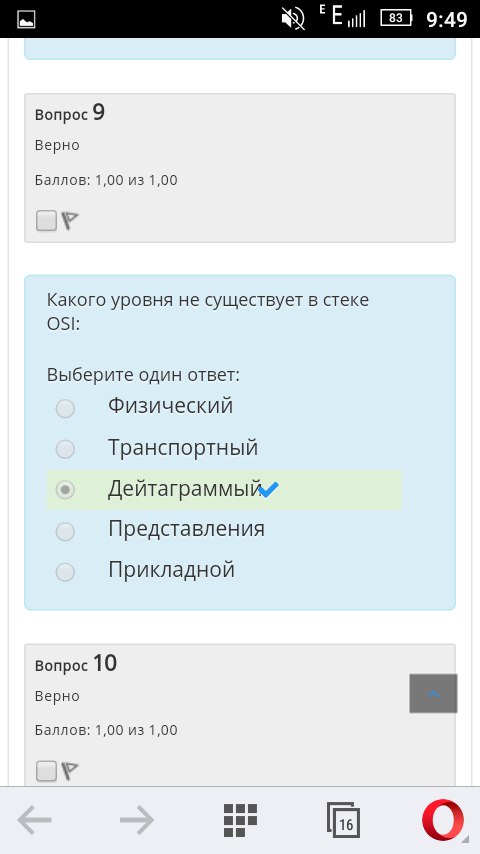 E E 83 9:49
Вопрос 9
Верно
Баллов: 1,00 из 1,00
Какого уровня не существует в стеке
OSI:
Выберите один ответ:
Физический
Транспортный
Дейтаграммый
Представления
Прикладной
Вопрос 10
Верно
Баллов: 1,00 из 1,00
16